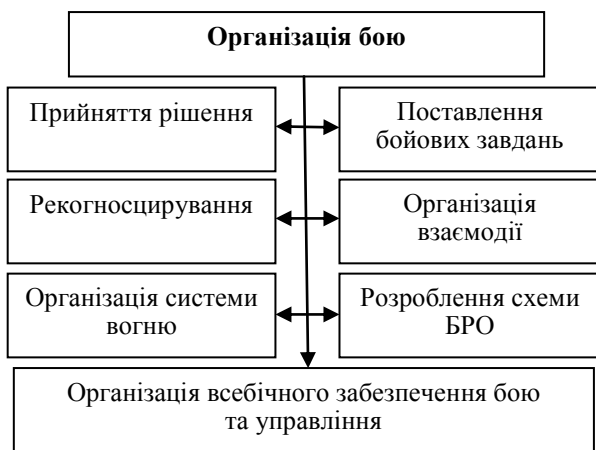 Організація бою
Прийняття рішення
Поставлення
бойових завдань
Рекогносцирування
Організація
взаємодії
Організація системи
вогню
Розроблення схеми
БРО
Організація всебічного забезпечення бою
та управління